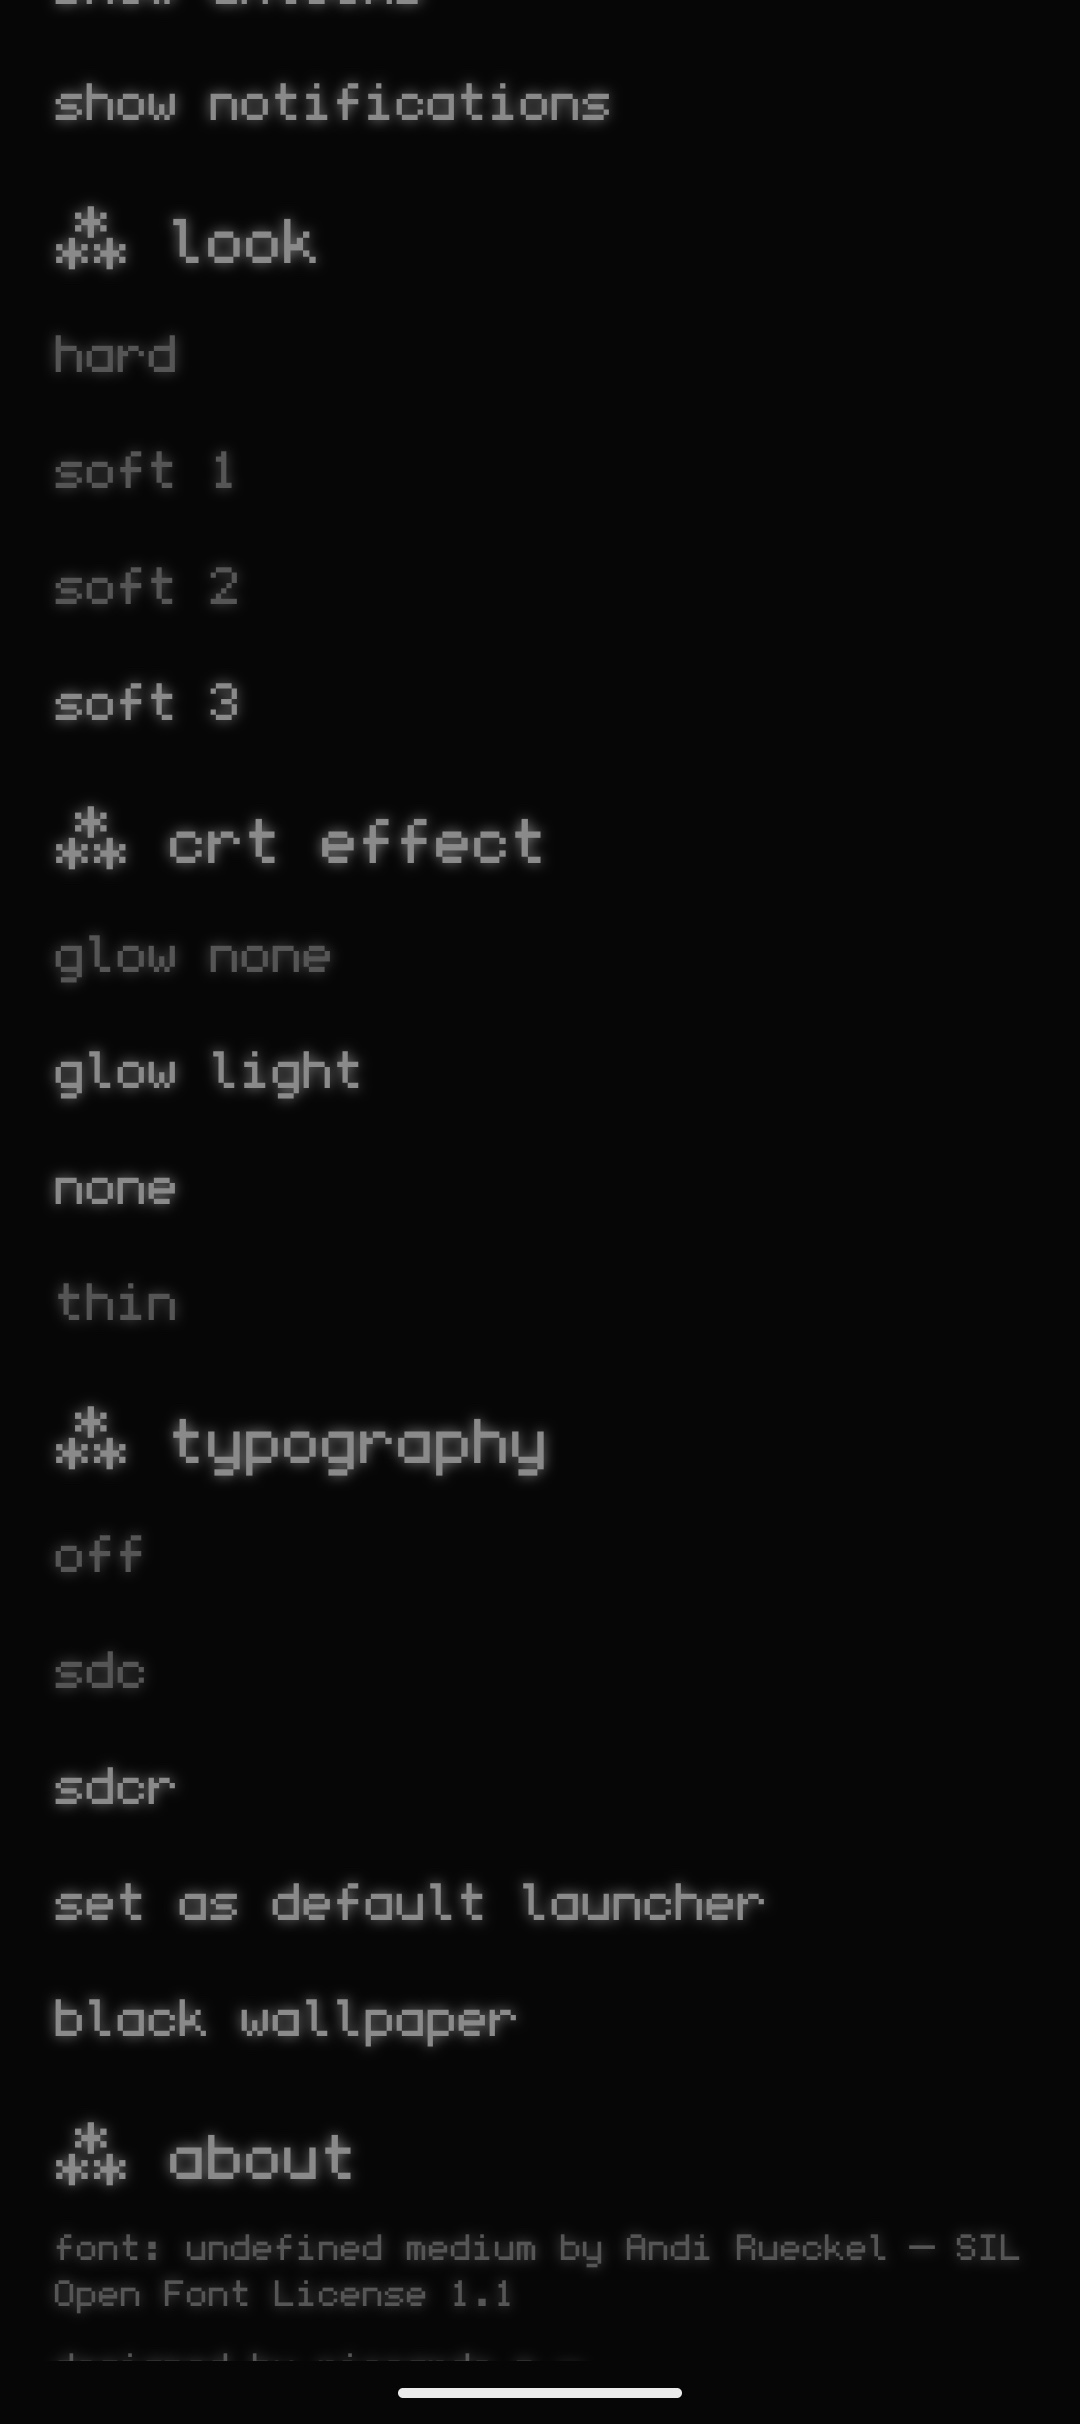 show notifications
⁂ look
hard
soft 1
soft 2
soft 3
⁂ crt effect
glow none
glow light
none
thin
⁂ typography
off
sdc
sdcr
set as default launcher
black wallpaper
⁂ about
font: undefined medium by Andi Rueckel — SIL
Open Font License 1.1
designed by